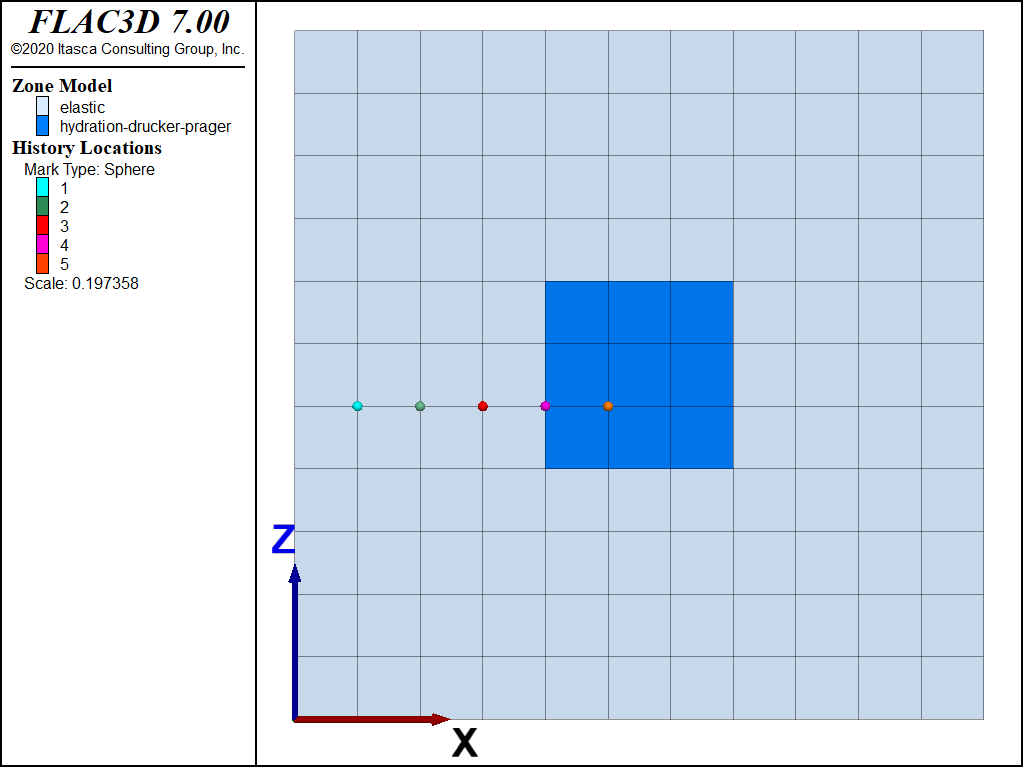 FLAC3D 7.00
©2020 Itasca Consulting Group, Inc.
Zone Model
elastic
hydration-drucker-prager
History Locations
Mark Type: Sphere
1
2
3
4
5
Scale: 0.197358
Z
X